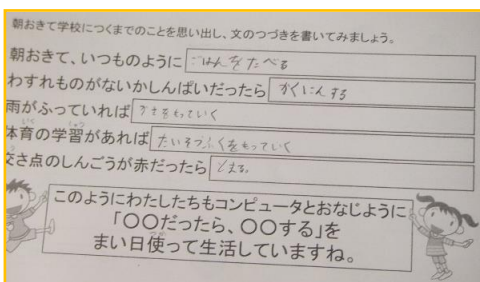 朝おきて学校につくまでのことを思い出し、文のつづきを書いてみましょう。
朝おきて、いつものように ごはんをたべる
わすれものがないかしんぱいだったら かくにんする
雨がふっていれば かさをもっていく
体育の学習があれば たいそうふくをもっていく
交さ点のしんごうが赤だったら とまる。
このようにわたしたちもコンピュータとおなじように
「〇〇だったら、〇〇する」を
まい日使って生活していますね。